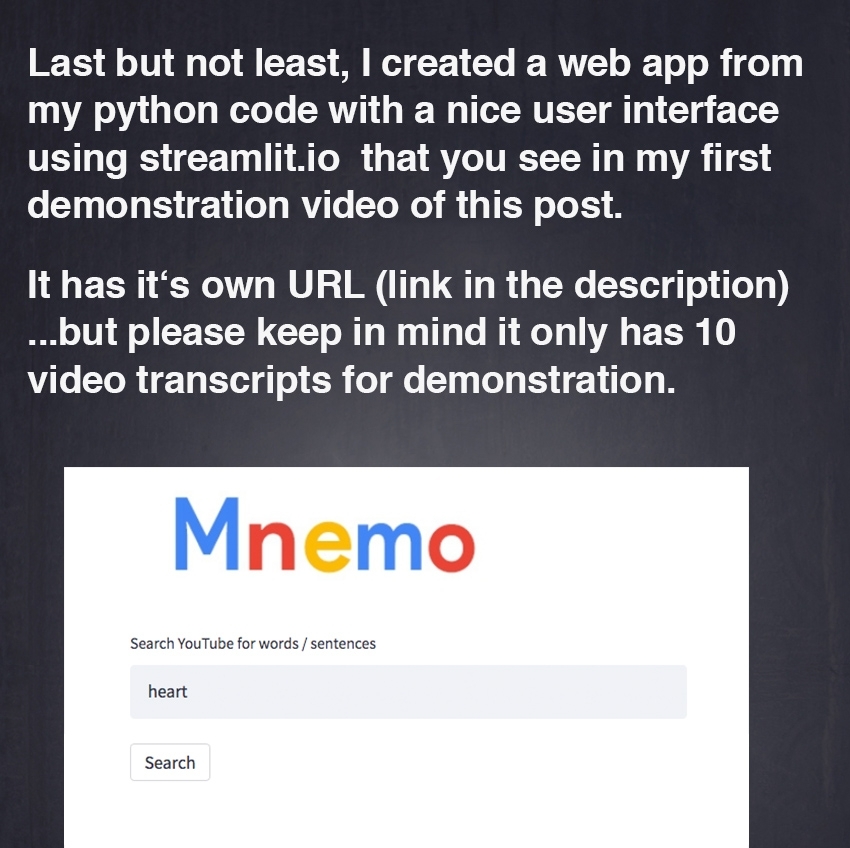 Last but not least, I created a web app from
my python code with a nice user interface
using streamlit.io  that you see in my first
demonstration video of this post.
It has it‘s own URL (link in the description)
...but please keep in mind it only has 10
video transcripts for demonstration.
Mnemo
Search YouTube for words / sentences
heart
Search